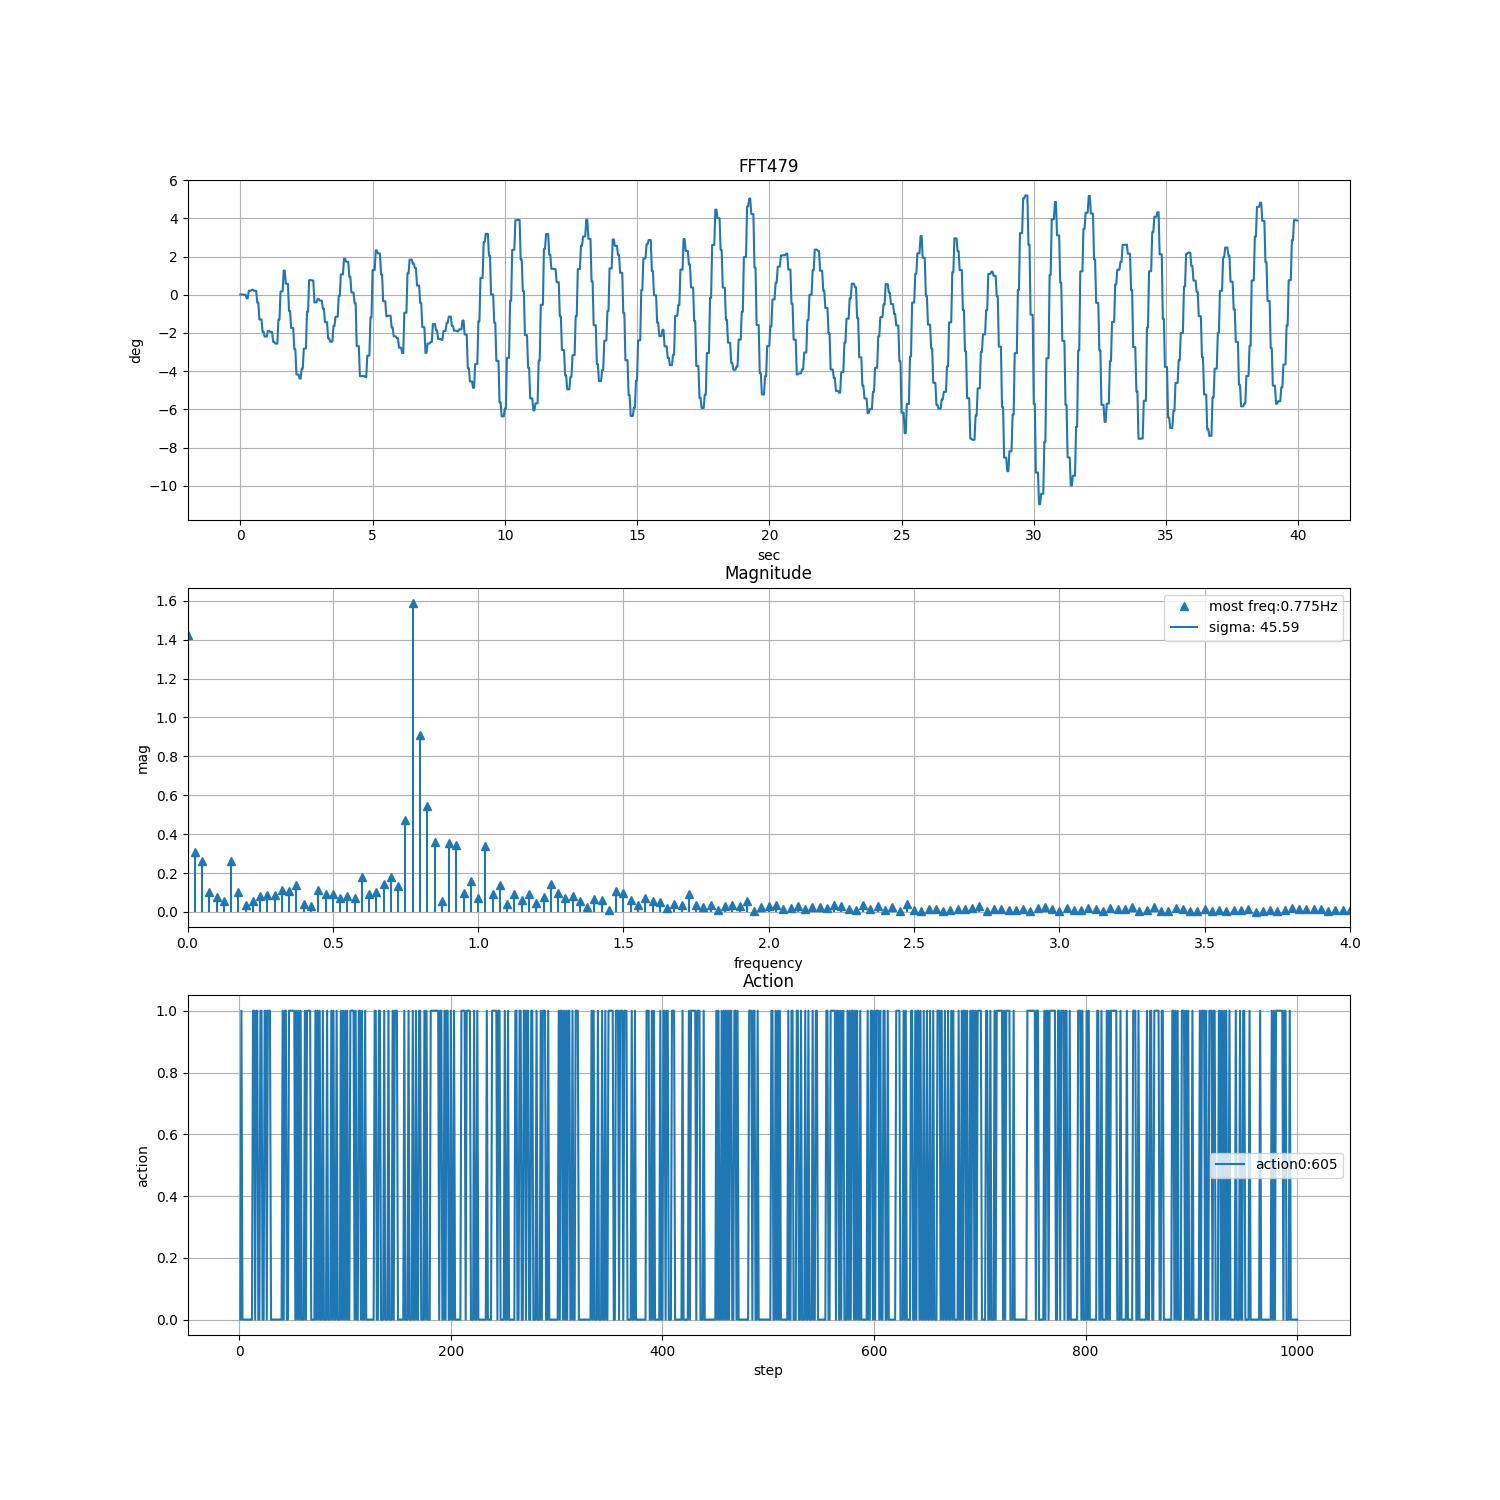 FFT479
6
4
2
0
−2
−4
−6
−8
−10
deg
0 5 10 15 20 25 30 35 40
sec
Magnitude
1.6
1.4
1.2
1.0
0.8
0.6
0.4
0.2
0.0
mag
most freq:0.775Hz
sigma: 45.59
0.0 0.5 1.0 1.5 2.0 2.5 3.0 3.5 4.0
frequency
Action
1.0
0.8
0.6
0.4
0.2
0.0
action
action0:605
0 200 400 600 800 1000
step